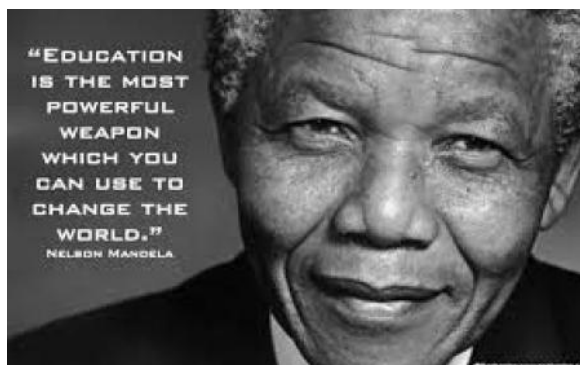 “EDUCATION
IS THE MOST
POWERFUL
WEAPON
WHICH YOU
CAN USE TO
CHANGE THE
WORLD.”
NELSON MANDELA